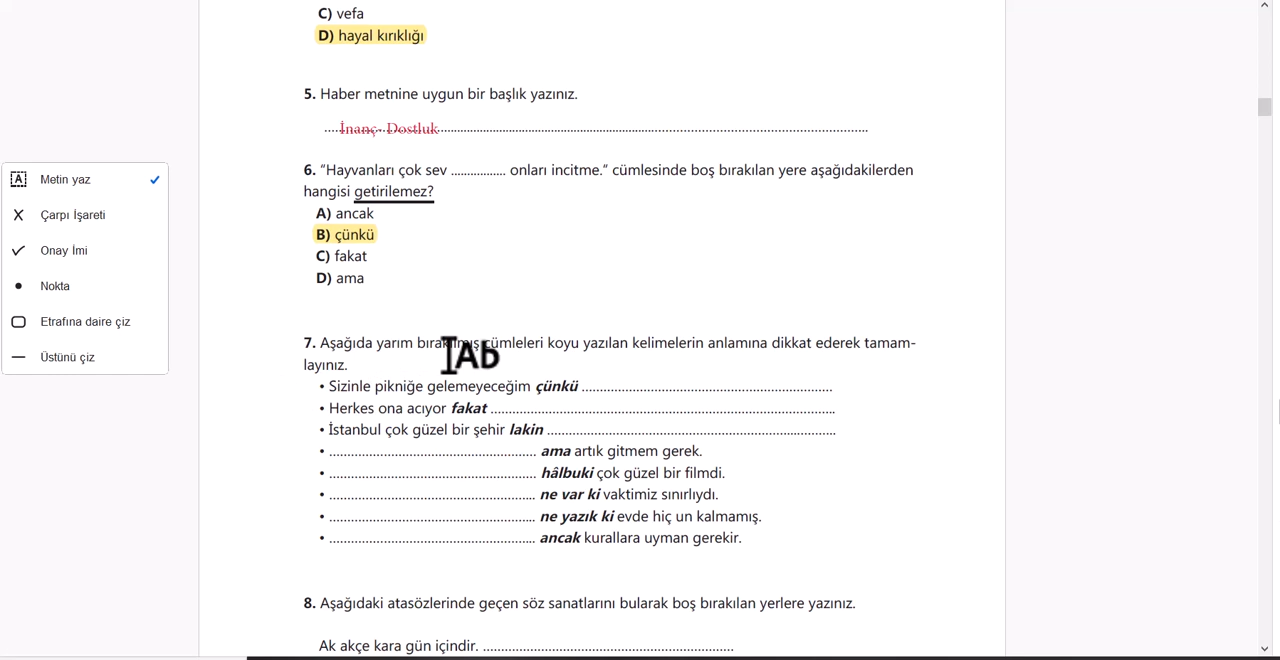 C) vefa
D) hayal kırıklığı
5. Haber metnine uygun bir başlık yazınız.
....İnanç- Dostluk..........................................................................................................
6. “Hayvanları çok sev ................ onları incitme.” cümlesinde boş bırakılan yere aşağıdakilerden
hangisi getirilemez?
A) ancak
B) çünkü
C) fakat
D) ama
Metin yaz
Çarpı İşareti
Onay İmi
Nokta
Etrafına daire çiz
Üstünü çiz
7. Aşağıda yarım bırakılmış cümleleri koyu yazılan kelimelerin anlamına dikkat ederek tamam-
layınız.
• Sizinle pikniğe gelemeyeceğim çünkü .............................................................
• Herkes ona acıyor fakat ....................................................................................
• İstanbul çok güzel bir şehir lakin ......................................................................
• .................................................. ama artık gitmem gerek.
• .................................................. hâlbuki çok güzel bir filmdi.
• .................................................. ne var ki vaktimiz sınırlıydı.
• .................................................. ne yazık ki evde hiç un kalmamış.
• .................................................. ancak kurallara uyman gerekir.
Ab
8. Aşağıdaki atasözlerinde geçen söz sanatlarını bularak boş bırakılan yerlere yazınız.
Ak akçe kara gün içindir. .............................................................